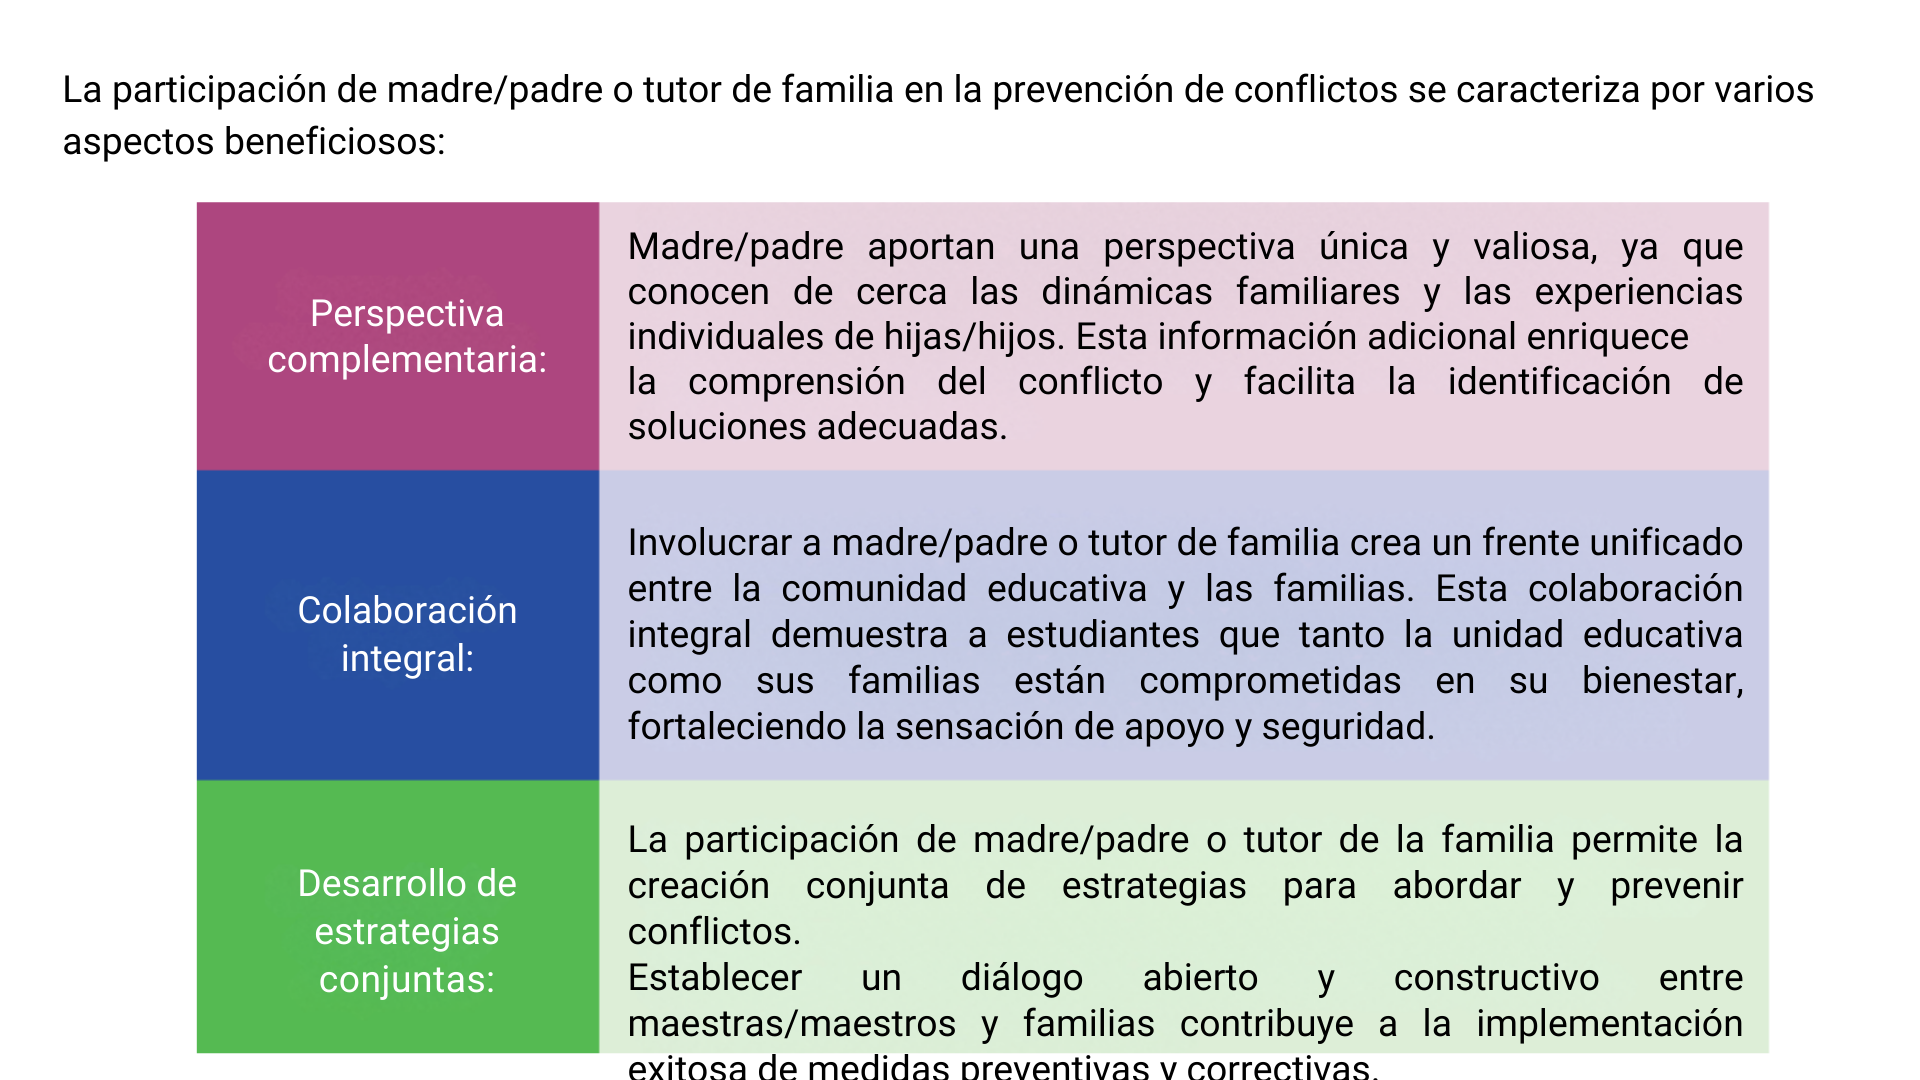 La participación de madre/padre o tutor de familia en la prevención de conflictos se caracteriza por varios
aspectos beneficiosos:
Perspectiva
complementaria:
Madre/padre aportan una perspectiva única y valiosa, ya que
conocen de cerca las dinámicas familiares y las experiencias
individuales de hijas/hijos. Esta información adicional enriquece
la comprensión del conflicto y facilita la identificación de
soluciones adecuadas.
Colaboración
integral:
Involucrar a madre/padre o tutor de familia crea un frente unificado
entre la comunidad educativa y las familias. Esta colaboración
integral demuestra a estudiantes que tanto la unidad educativa
como sus familias están comprometidas en su bienestar,
fortaleciendo la sensación de apoyo y seguridad.
Desarrollo de
estrategias
conjuntas:
La participación de madre/padre o tutor de la familia permite la
creación conjunta de estrategias para abordar y prevenir
conflictos.
Establecer un diálogo abierto y constructivo entre
maestras/maestros y familias contribuye a la implementación
exitosa de medidas preventivas y correctivas.